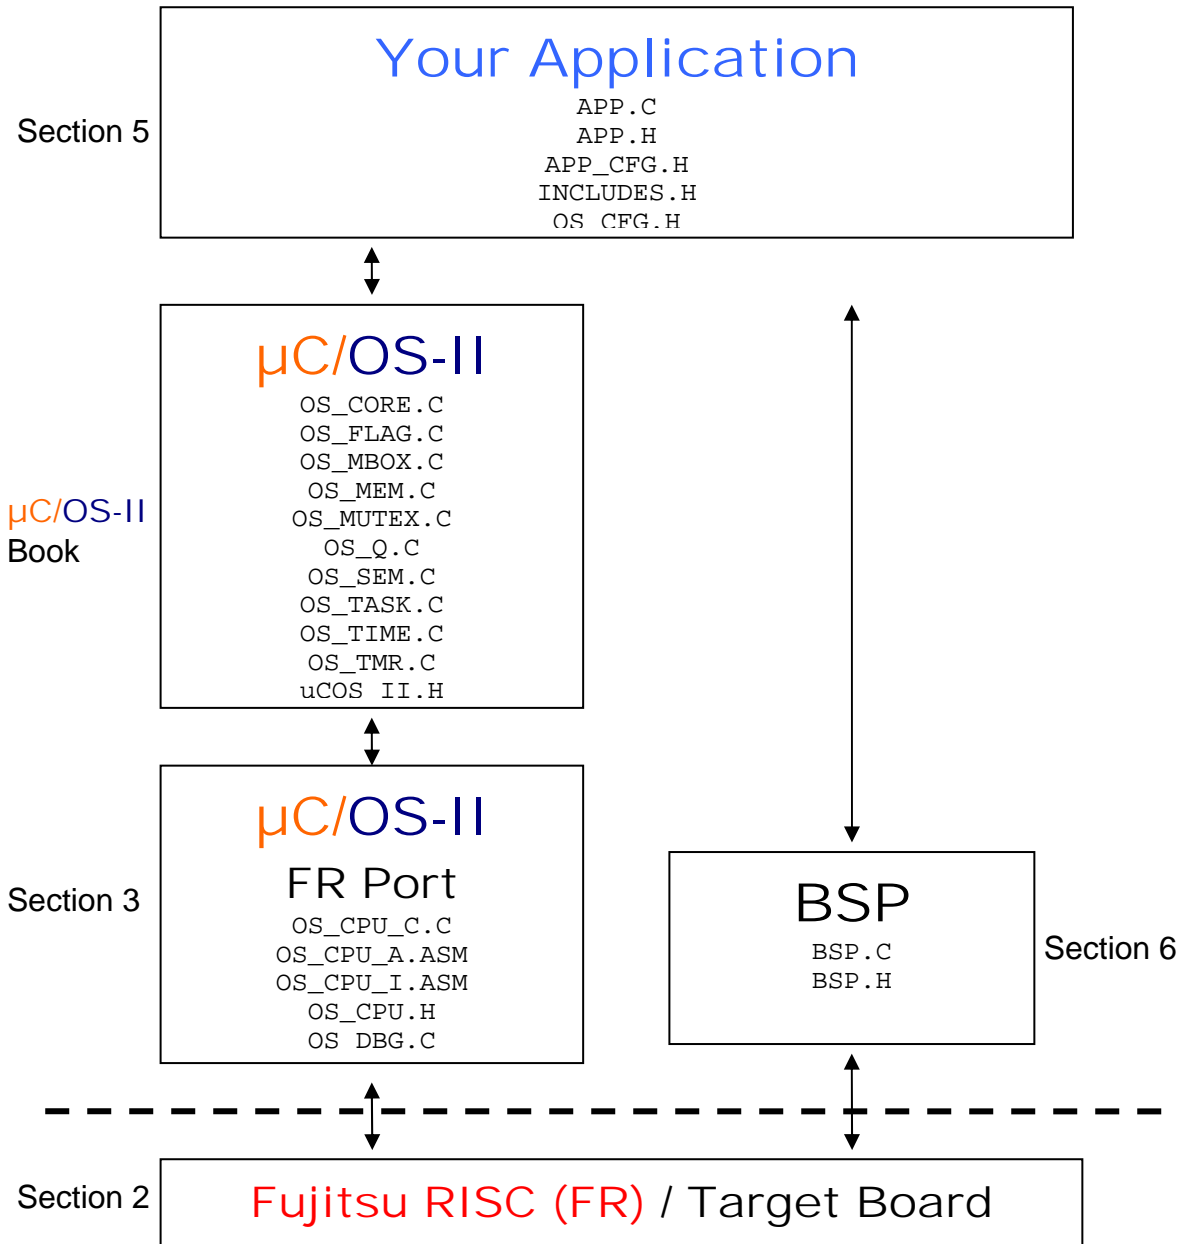 Your Application
APP.C
APP.H
APP_CFG.H
INCLUDES.H
OS_CFG.H
Section 5
µC/OS-II
OS_CORE.C
OS_FLAG.C
OS_MBOX.C
OS_MEM.C
OS_MUTEX.C
OS_Q.C
OS_SEM.C
OS_TASK.C
OS_TIME.C
OS_TMR.C
uCOS_II.H
µC/OS-II
Book
µC/OS-II
FR Port
OS_CPU_C.C
OS_CPU_A.ASM
OS_CPU_I.ASM
OS_CPU.H
OS_DBG.C
Section 3
BSP
BSP.C
BSP.H
Section 6
Section 2
Fujitsu RISC (FR) / Target Board